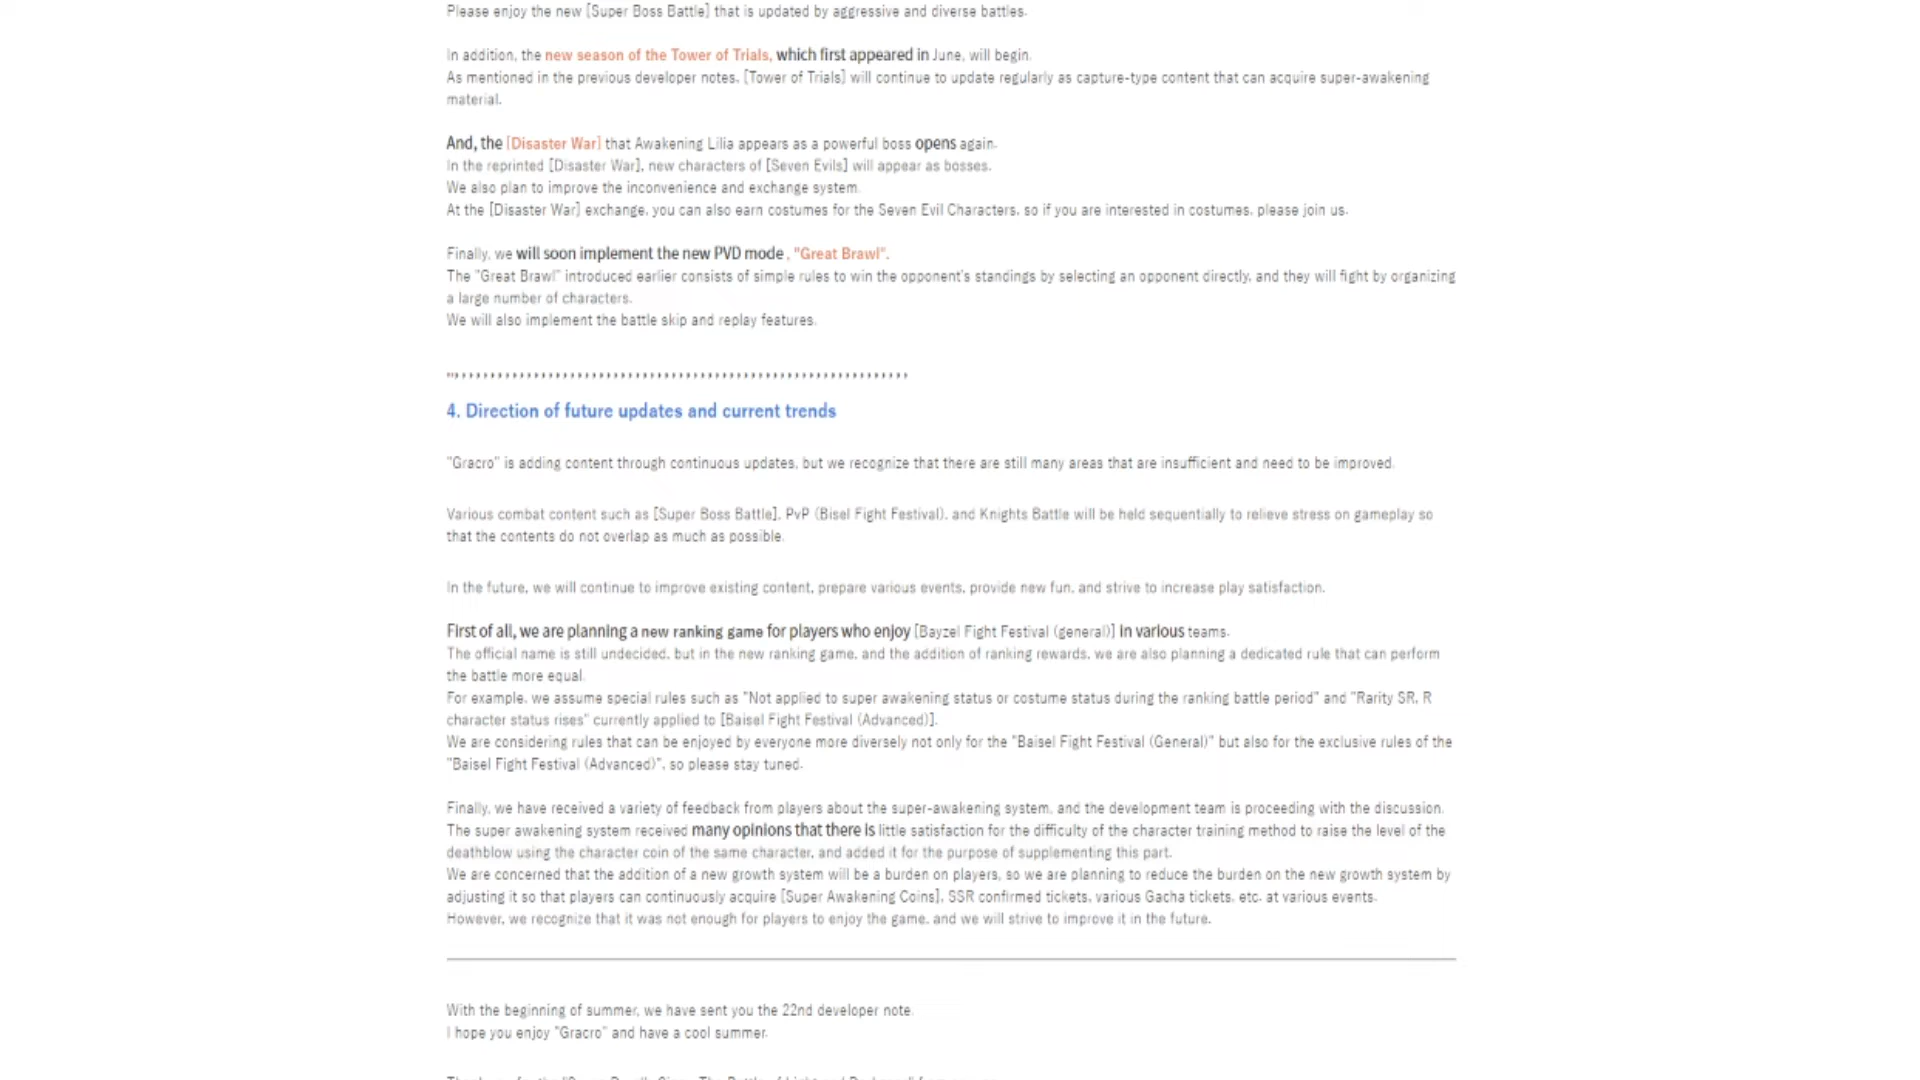 Please enjoy the new [Super Boss Battle] that is updated by aggressive and diverse battles.
In addition, the new season of the Tower of Trials, which first appeared in June, will begin.
As mentioned in the previous developer notes, [Tower of Trials] will continue to update regularly as capture-type content that can acquire super-awakening
material.
And, the [Disaster War] that Awakening Lilia appears as a powerful boss opens again.
In the reprinted [Disaster War], new characters of [Seven Evils] will appear as bosses.
We also plan to improve the inconvenience and exchange system.
At the [Disaster War] exchange, you can also earn costumes for the Seven Evil Characters, so if you are interested in costumes, please join us.
Finally, we will soon implement the new PVD mode , "Great Brawl".
The "Great Brawl" introduced earlier consists of simple rules to win the opponent's standings by selecting an opponent directly, and they will fight by organizing
a large number of characters.
We will also implement the battle skip and replay features.
4. Direction of future updates and current trends
"Gracro" is adding content through continuous updates, but we recognize that there are still many areas that are insufficient and need to be improved.
Various combat content such as [Super Boss Battle], PvP (Bisel Fight Festival), and Knights Battle will be held sequentially to relieve stress on gameplay so
that the contents do not overlap as much as possible.
In the future, we will continue to improve existing content, prepare various events, provide new fun, and strive to increase play satisfaction.
First of all, we are planning a new ranking game for players who enjoy [Bayzel Fight Festival (general)] in various teams.
The official name is still undecided, but in the new ranking game, and the addition of ranking rewards, we are also planning a dedicated rule that can perform
the battle more equal.
For example, we assume special rules such as "Not applied to super awakening status or costume status during the ranking battle period" and "Rarity SR, R
character status rises" currently applied to [Baisel Fight Festival (Advanced)].
We are considering rules that can be enjoyed by everyone more diversely not only for the "Baisel Fight Festival (General)" but also for the exclusive rules of the
"Baisel Fight Festival (Advanced)", so please stay tuned.
Finally, we have received a variety of feedback from players about the super-awakening system, and the development team is proceeding with the discussion.
The super awakening system received many opinions that there is little satisfaction for the difficulty of the character training method to raise the level of the
deathblow using the character coin of the same character, and added it for the purpose of supplementing this part.
We are concerned that the addition of a new growth system will be a burden on players, so we are planning to reduce the burden on the new growth system by
adjusting it so that players can continuously acquire [Super Awakening Coins], SSR confirmed tickets, various Gacha tickets, etc. at various events.
However, we recognize that it was not enough for players to enjoy the game, and we will strive to improve it in the future.
With the beginning of summer, we have sent you the 22nd developer note.
I hope you enjoy "Gracro" and have a cool summer.